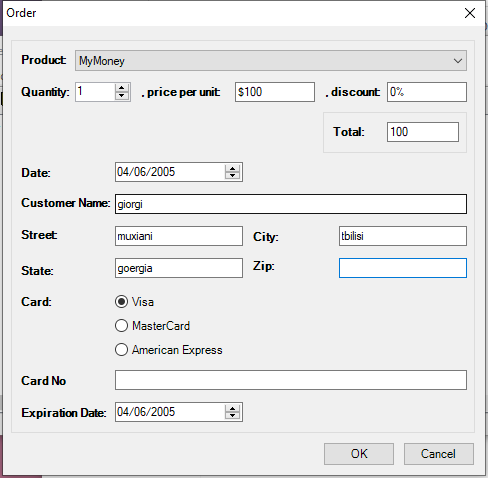 Order
Product: MyMoney
Quantity: 1 , price per unit: $100 , discount: 0%
Total: 100
Date: 04/06/2005
Customer Name: giorgi
Street: muxiani City: tbilisi
State: goergia Zip:
Card: Visa
MasterCard
American Express
Card No
Expiration Date: 04/06/2005
OK Cancel